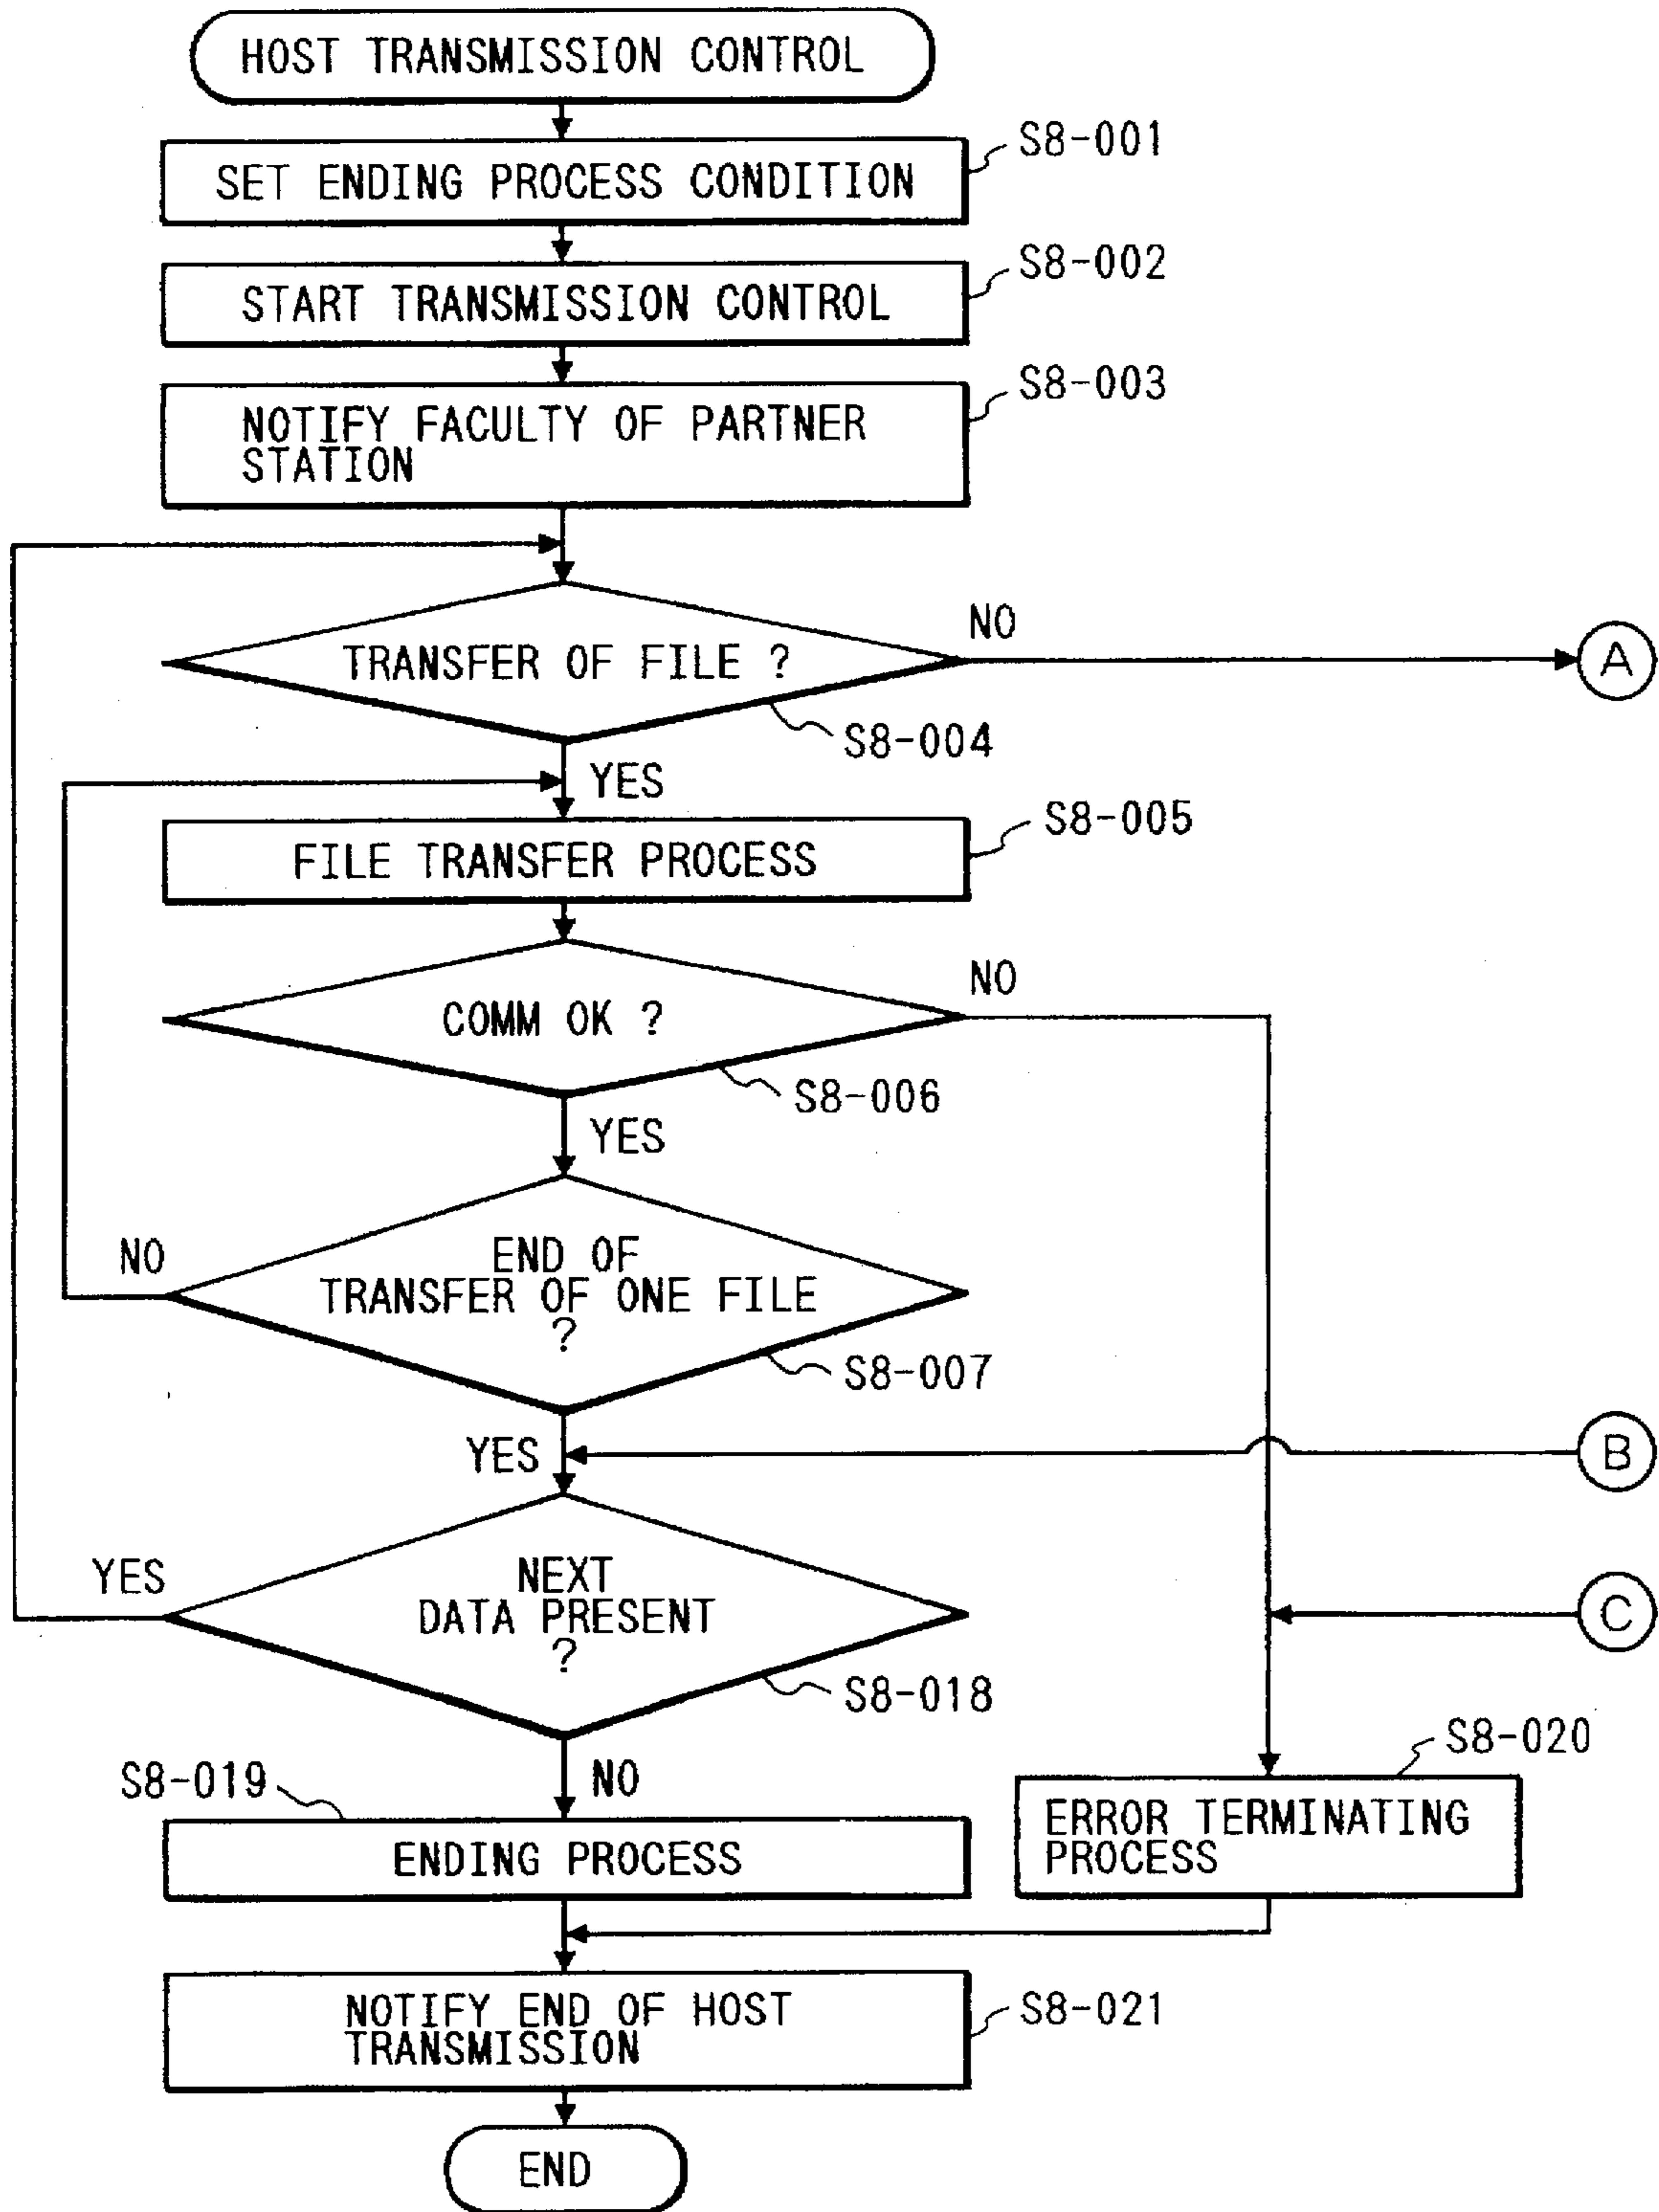 HOST TRANSMISSION CONTROL
S8-001
SET ENDING PROCESS CONDITION
S8-002
START TRANSMISSION CONTROL
S8-003
NOTIFY FACULTY OF PARTNER
STATION
NO
TRANSFER OF FILE ?
A
S8-004
YES
S8-005
FILE TRANSFER PROCESS
NO
COMM OK ?
S8-006
YES
NO
END OF
TRANSFER OF ONE FILE
?
S8-007
YES
B
YES
NEXT
DATA PRESENT
?
C
S8-018
S8-020
S8-019
NO
ERROR TERMINATING
PROCESS
ENDING PROCESS
NOTIFY END OF HOST
TRANSMISSION
S8-021
END